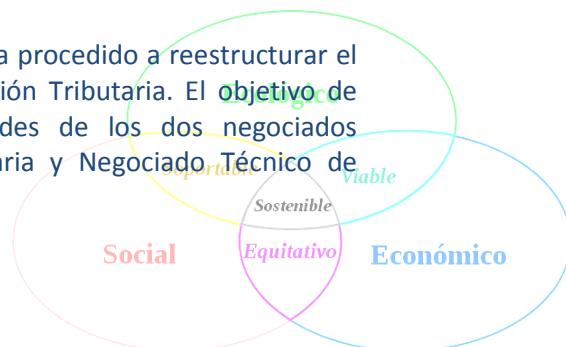 a procedido a reestructurar el
ión Tributaria. El objetivo de
Ecológico
des de los dos negociados
aria y Negociado Técnico de
Soportable
Viable
Sostenible
Social
Equitativo
Económico